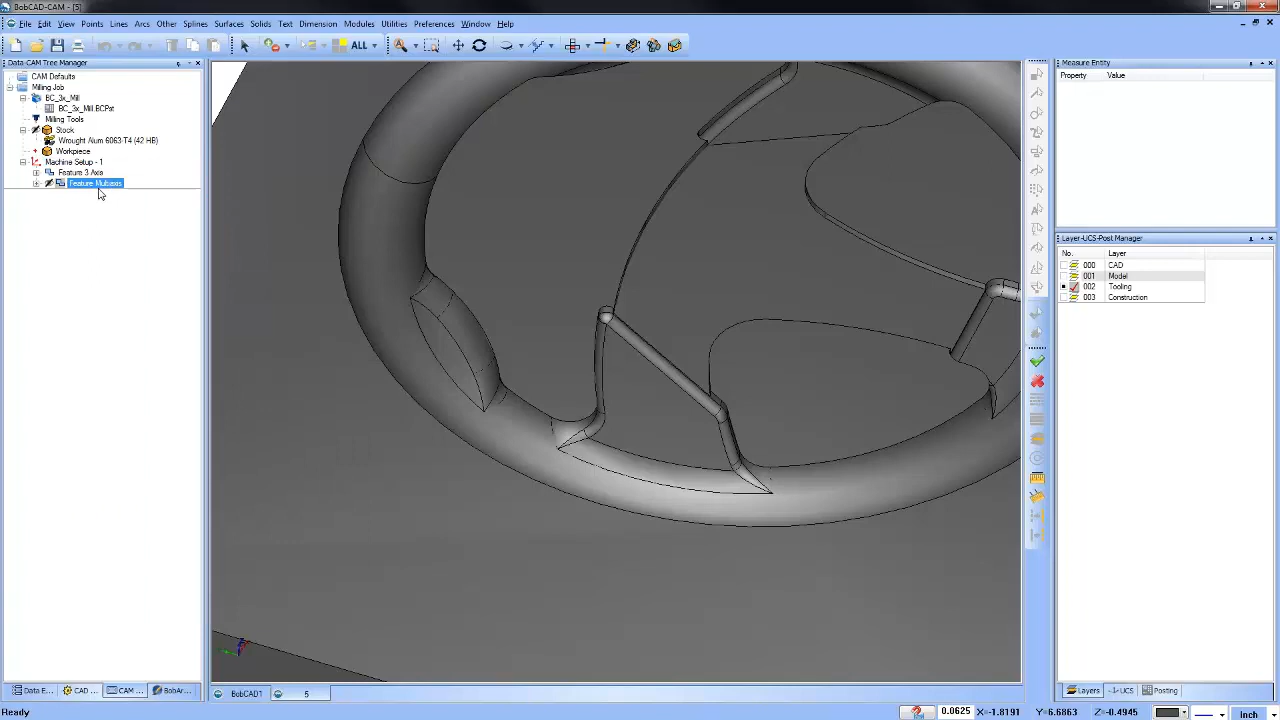 BobCAD-CAM - [5]
File Edit View Points Lines Arcs Other Splines Surfaces Solids Text Dimension Modules Utilities Preferences Window Help
ALL
Data-CAM Tree Manager
CAM Defaults
Milling Job
BC_3x_Mill
BC_3x_Mill.BCPst
Milling Tools
Stock
Wrought Alum 6063-T4 (42 HB)
Workpiece
Machine Setup - 1
Feature 3 Axis
Feature Multiaxis
Measure Entity
Property Value
Layer-UCS-Post Manager
No. Layer
000 CAD
001 Model
002 Tooling
003 Construction
Data E... CAD ... CAM ... BobAr...
BobCAD1 5
Layers UCS Posting
Ready
0.0625 X=-1.8191 Y=6.6863 Z=-0.4945 Inch